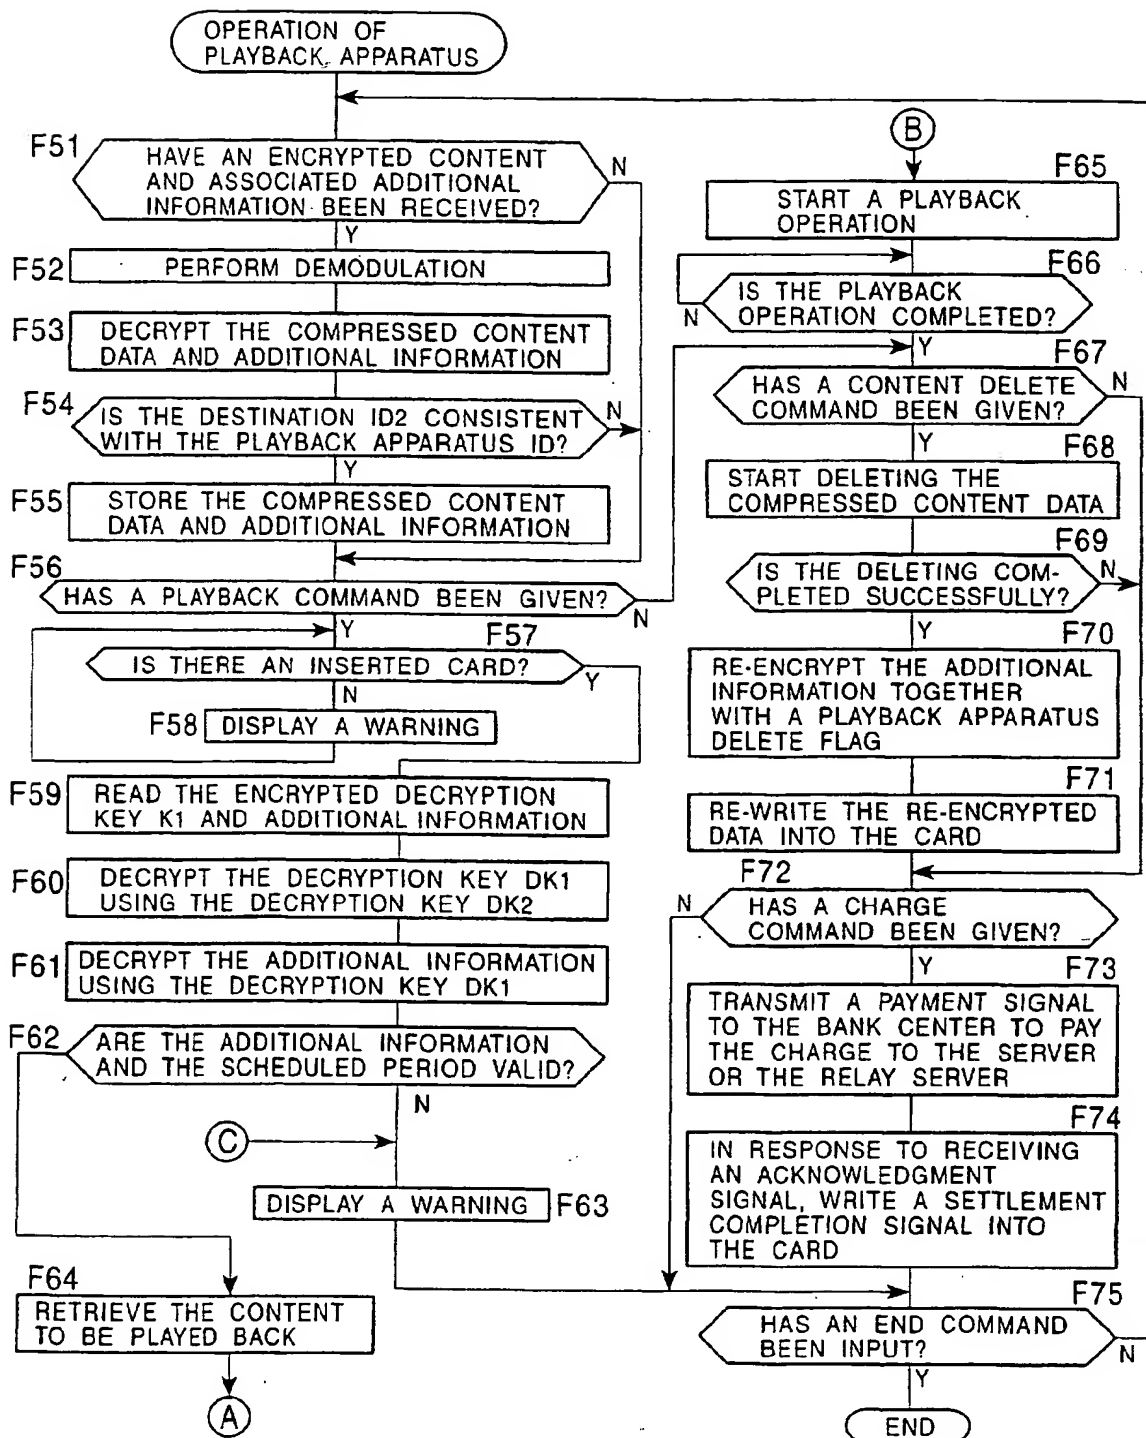 OPERATION OF
PLAYBACK APPARATUS
F51
HAVE AN ENCRYPTED CONTENT
AND ASSOCIATED ADDITIONAL
INFORMATION BEEN RECEIVED?
N
Y
F52
PERFORM DEMODULATION
F53
DECRYPT THE COMPRESSED CONTENT
DATA AND ADDITIONAL INFORMATION
F54
IS THE DESTINATION ID2 CONSISTENT
WITH THE PLAYBACK APPARATUS ID?
N
Y
F55
STORE THE COMPRESSED CONTENT
DATA AND ADDITIONAL INFORMATION
F56
HAS A PLAYBACK COMMAND BEEN GIVEN?
N
Y
F57
IS THERE AN INSERTED CARD?
Y
N
F58
DISPLAY A WARNING
F59
READ THE ENCRYPTED DECRYPTION
KEY K1 AND ADDITIONAL INFORMATION
F60
DECRYPT THE DECRYPTION KEY DK1
USING THE DECRYPTION KEY DK2
F61
DECRYPT THE ADDITIONAL INFORMATION
USING THE DECRYPTION KEY DK1
F62
ARE THE ADDITIONAL INFORMATION
AND THE SCHEDULED PERIOD VALID?
N
C
DISPLAY A WARNING
F63
F64
RETRIEVE THE CONTENT
TO BE PLAYED BACK
A
B
F65
START A PLAYBACK
OPERATION
F66
IS THE PLAYBACK
OPERATION COMPLETED?
N
Y
F67
HAS A CONTENT DELETE
COMMAND BEEN GIVEN?
N
Y
F68
START DELETING THE
COMPRESSED CONTENT DATA
F69
IS THE DELETING COM-
PLETED SUCCESSFULLY?
N
Y
F70
RE-ENCRYPT THE ADDITIONAL
INFORMATION TOGETHER
WITH A PLAYBACK APPARATUS
DELETE FLAG
F71
RE-WRITE THE RE-ENCRYPTED
DATA INTO THE CARD
F72
N
HAS A CHARGE
COMMAND BEEN GIVEN?
Y
F73
TRANSMIT A PAYMENT SIGNAL
TO THE BANK CENTER TO PAY
THE CHARGE TO THE SERVER
OR THE RELAY SERVER
F74
IN RESPONSE TO RECEIVING
AN ACKNOWLEDGMENT
SIGNAL, WRITE A SETTLEMENT
COMPLETION SIGNAL INTO
THE CARD
F75
HAS AN END COMMAND
BEEN INPUT?
N
Y
END